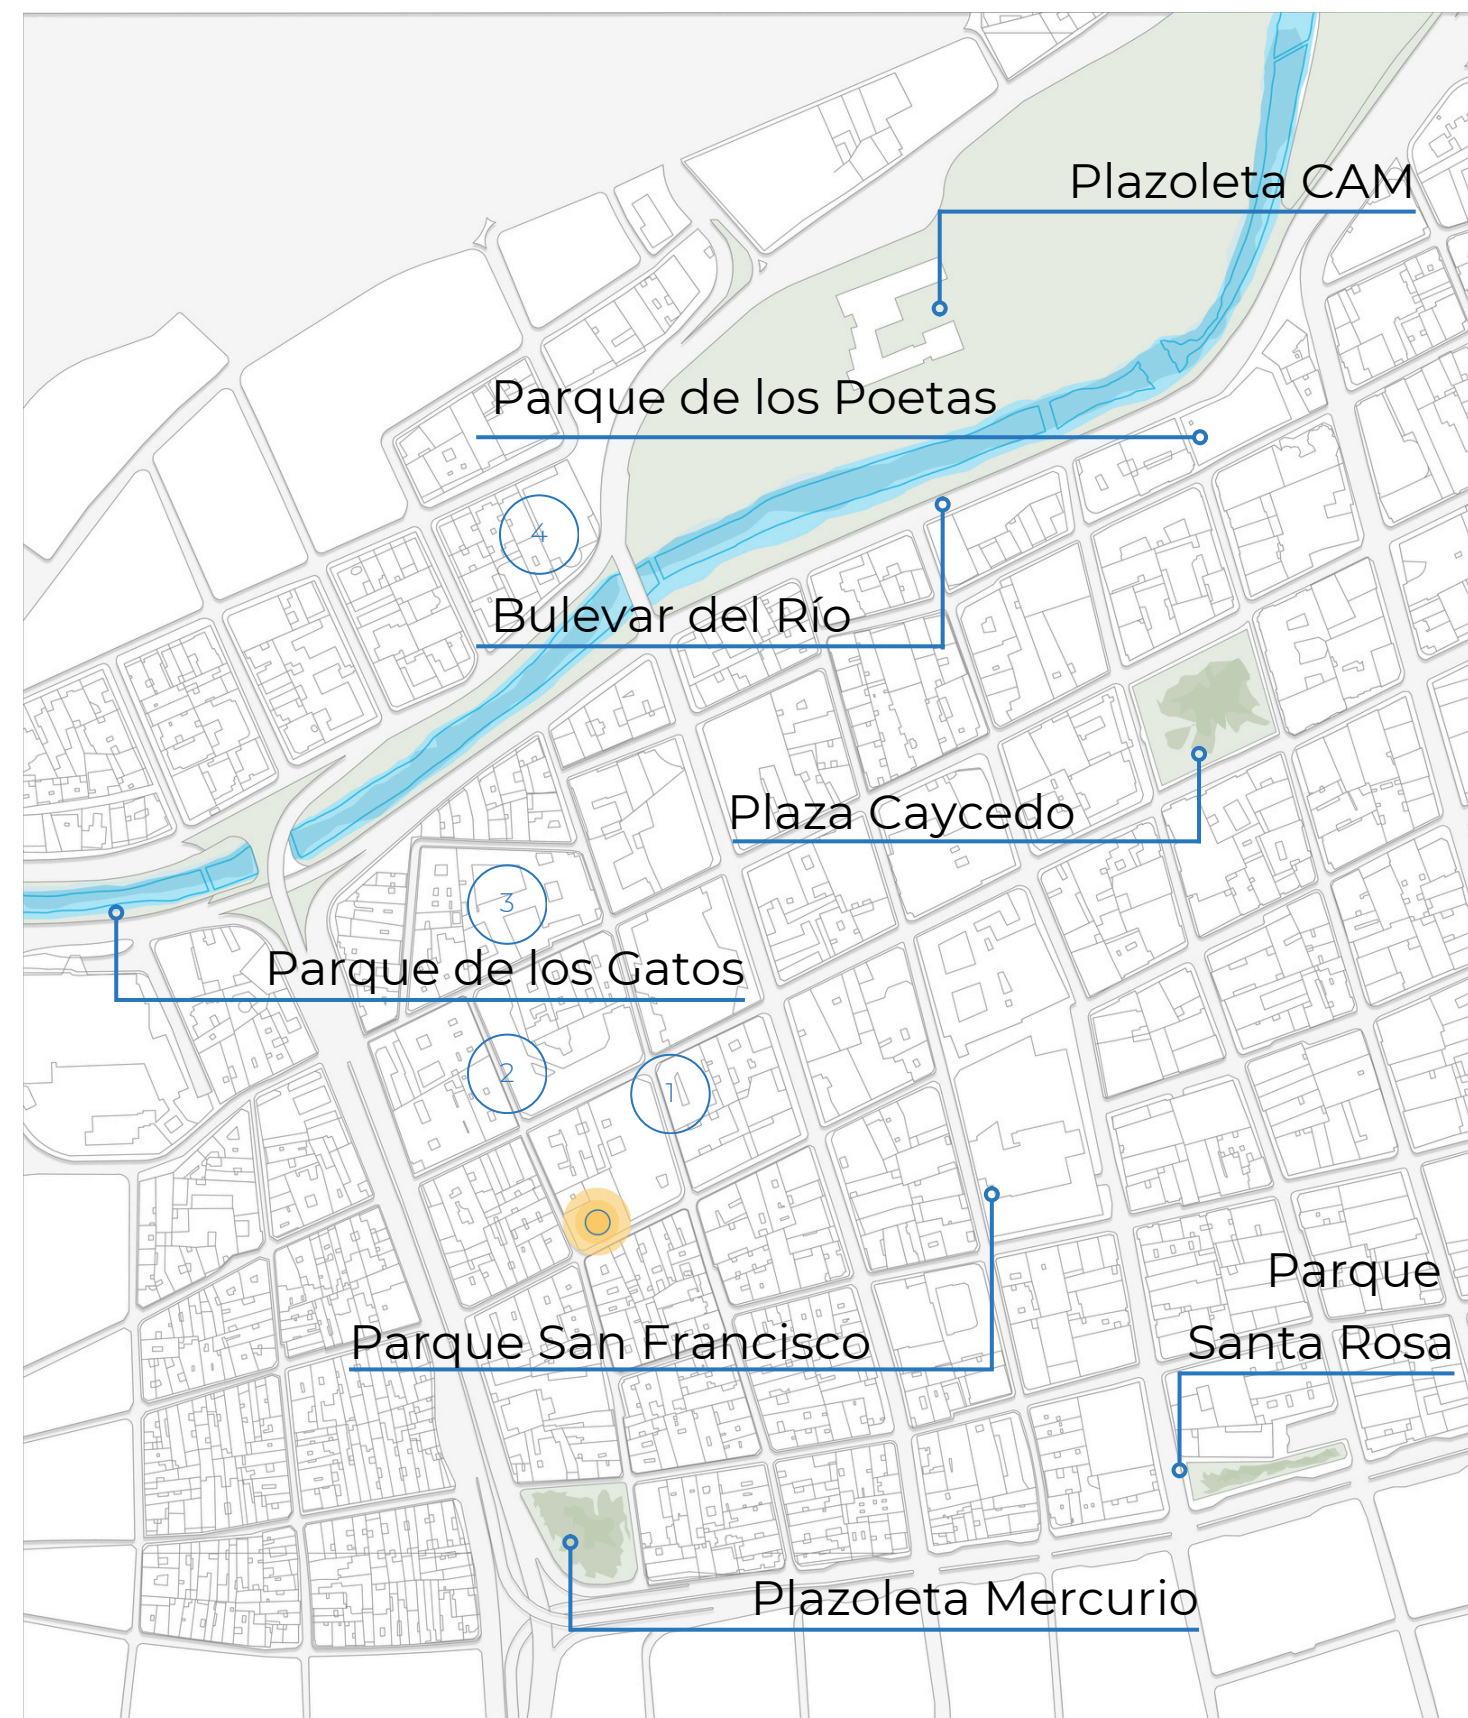 Plazoleta CAM
Parque de los Poetas
4
Bulevar del Río
Plaza Caycedo
3
Parque de los Gatos
2
1
Parque
Santa Rosa
Parque San Francisco
Plazoleta Mercurio